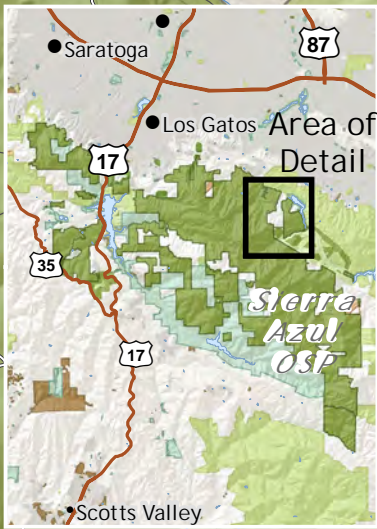 Saratoga
87
Los Gatos
Area of
Detail
17
35
Sierra
Azul
OSP
17
Scotts Valley